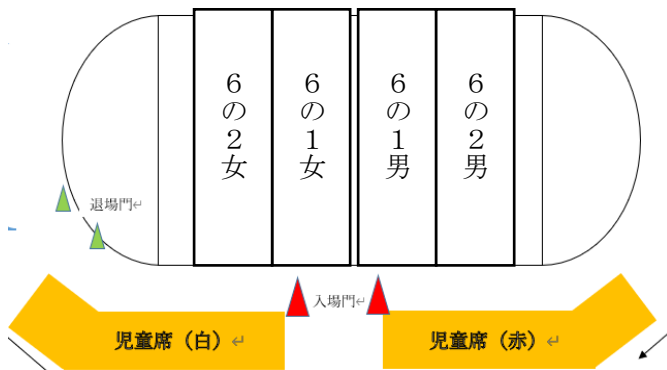 6の2女
6の1女
6の1男
6の2男
退場門
入場門
児童席（白）
児童席（赤）